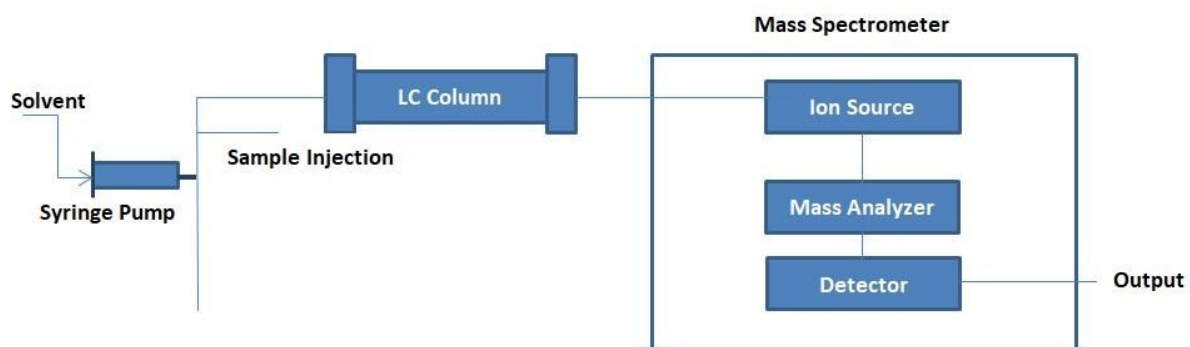 Mass Spectrometer
Solvent
LC Column
Ion Source
Sample Injection
Syringe Pump
Mass Analyzer
Detector
Output